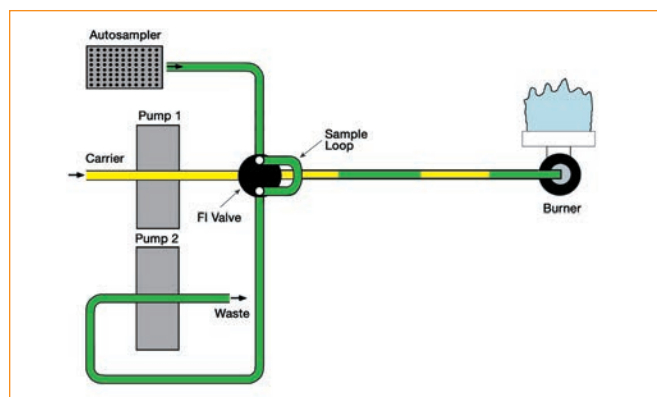 Autosampler
Pump 1
Sample
Loop
Carrier
FI Valve
Burner
Pump 2
Waste